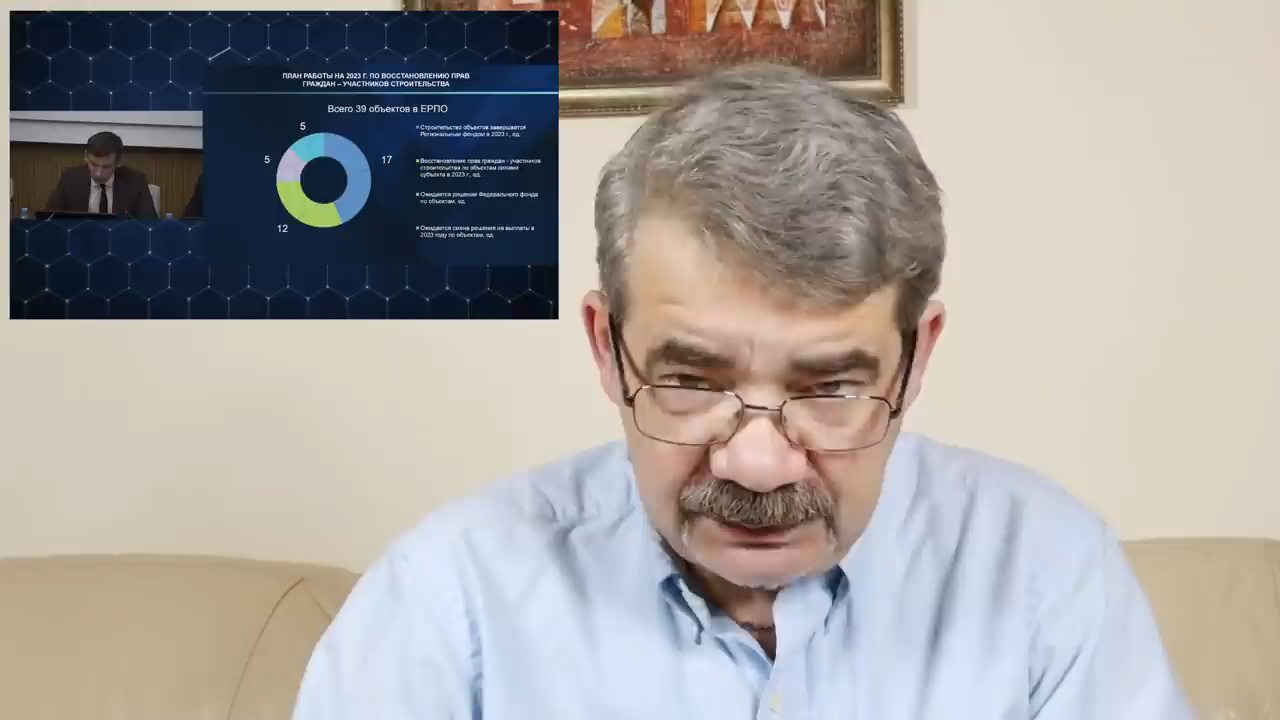 ПЛАН РАБОТЫ НА 2023 Г. ПО ВОССТАНОВЛЕНИЮ ПРАВ
ГРАЖДАН – УЧАСТНИКОВ СТРОИТЕЛЬСТВА
Всего 39 объектов в ЕРПО
5
5
17
12
Строительство объектов завершается
Региональным фондом в 2023 г., ед.
Восстановление прав граждан - участников
строительства по объектам силами
субъекта в 2023 г., ед.
Ожидается решение Федерального фонда
по объектам, ед.
Ожидается смена решения на выплаты в
2023 году по объектам, ед.